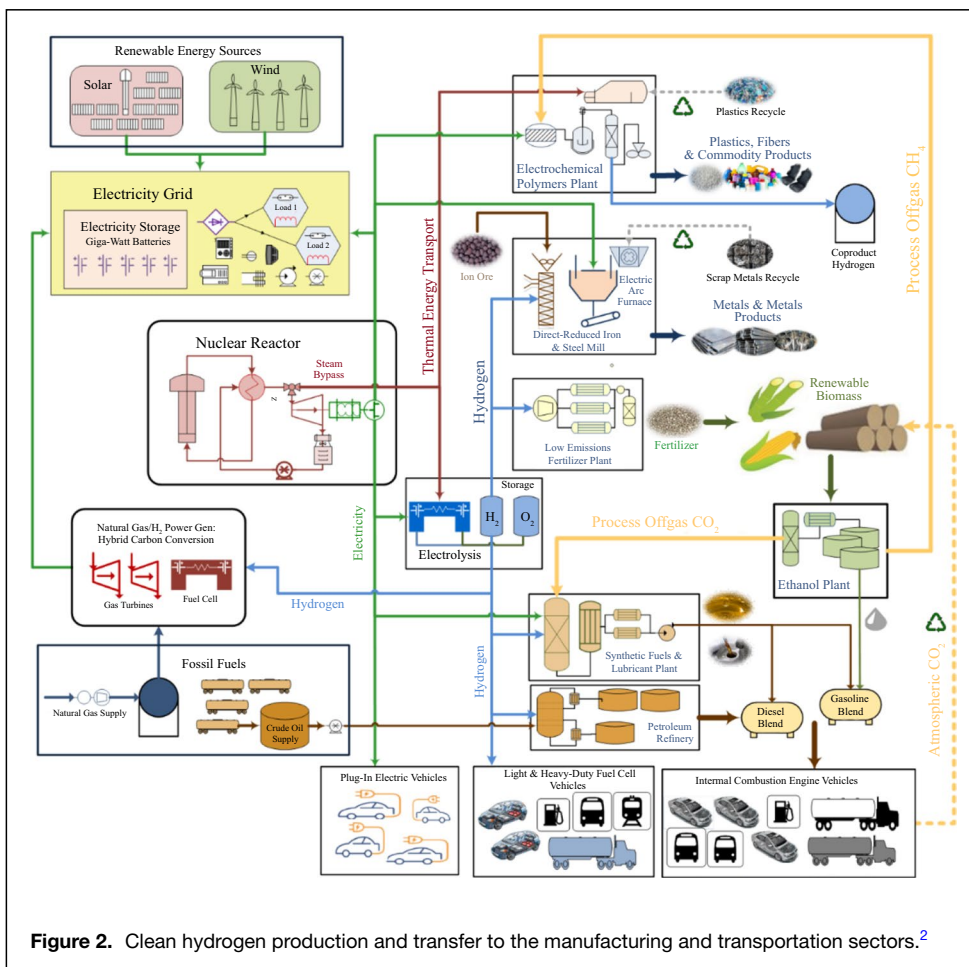 Renewable Energy Sources
Solar
Wind
Electricity Grid
Electricity Storage
Giga-Watt Batteries
Load 1
Load 2
Nuclear Reactor
Steam
Bypass
Thermal Energy Transport
Electrochemical
Polymers Plant
Plastics Recycle
Plastics, Fibers
& Commodity Products
Coproduct
Hydrogen
Process Offgas CH4
Ion Ore
Electric
Arc
Furnace
Scrap Metals Recycle
Direct-Reduced Iron
& Steel Mill
Metals & Metals
Products
Hydrogen
Low Emissions
Fertilizer Plant
Fertilizer
Renewable
Biomass
Storage
H2
O2
Electrolysis
Electricity
Natural Gas/H2 Power Gen:
Hybrid Carbon Conversion
Gas Turbines
Fuel Cell
Hydrogen
Process Offgas CO2
Ethanol Plant
Synthetic Fuels &
Lubricant Plant
Hydrogen
Fossil Fuels
Natural Gas Supply
Crude Oil
Supply
Petroleum
Refinery
Diesel
Blend
Gasoline
Blend
Atmospheric CO2
Plug-In Electric Vehicles
Light & Heavy-Duty Fuel Cell
Vehicles
Internal Combustion Engine Vehicles
Figure 2. Clean hydrogen production and transfer to the manufacturing and transportation sectors.2